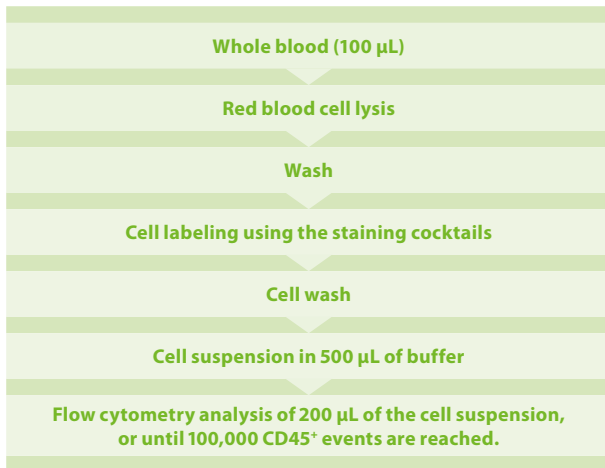 Whole blood (100 µL)
Red blood cell lysis
Wash
Cell labeling using the staining cocktails
Cell wash
Cell suspension in 500 µL of buffer
Flow cytometry analysis of 200 µL of the cell suspension,
or until 100,000 CD45⁺ events are reached.